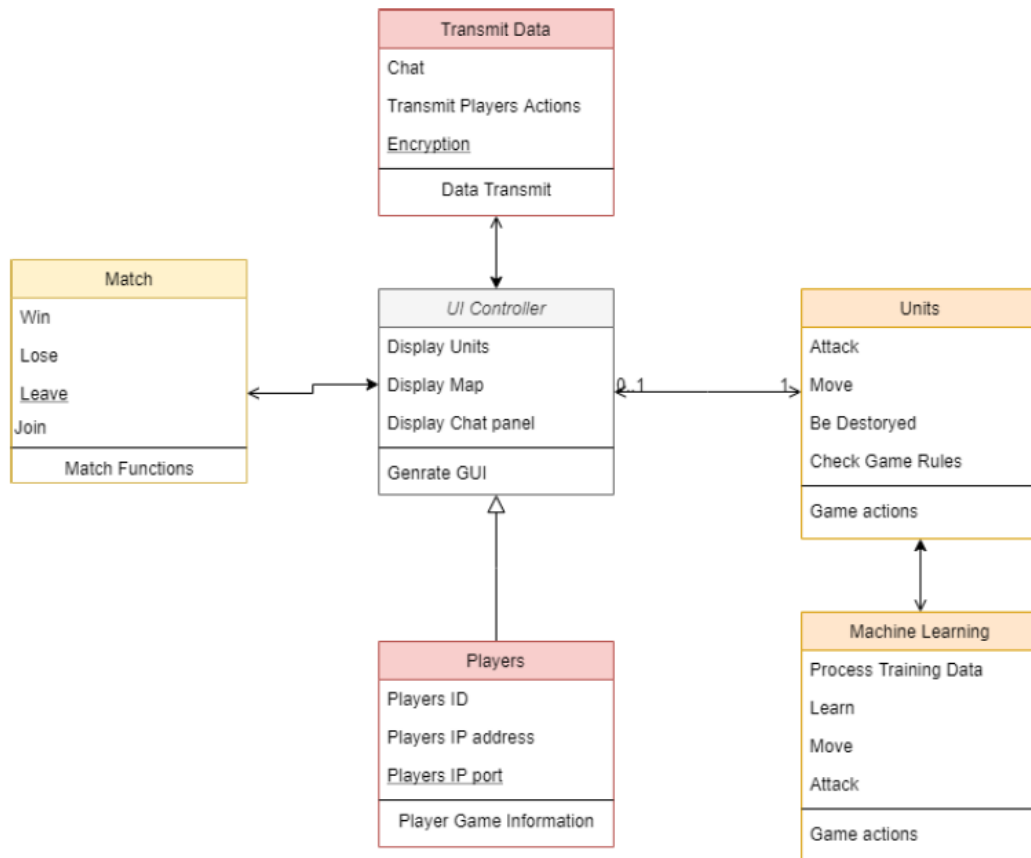 Transmit Data
Chat
Transmit Players Actions
Encryption
Data Transmit
Match
Win
Lose
Leave
Join
Match Functions
UI Controller
Display Units
Display Map
Display Chat panel
Genrate GUI
0..1
1
Units
Attack
Move
Be Destoryed
Check Game Rules
Game actions
Players
Players ID
Players IP address
Players IP port
Player Game Information
Machine Learning
Process Training Data
Learn
Move
Attack
Game actions